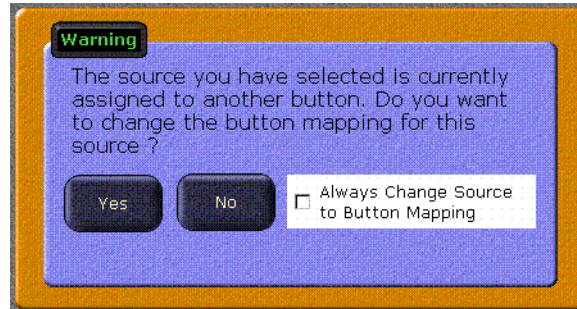 Warning
The source you have selected is currently
assigned to another button. Do you want
to change the button mapping for this
source ?
Yes
No
Always Change Source
to Button Mapping